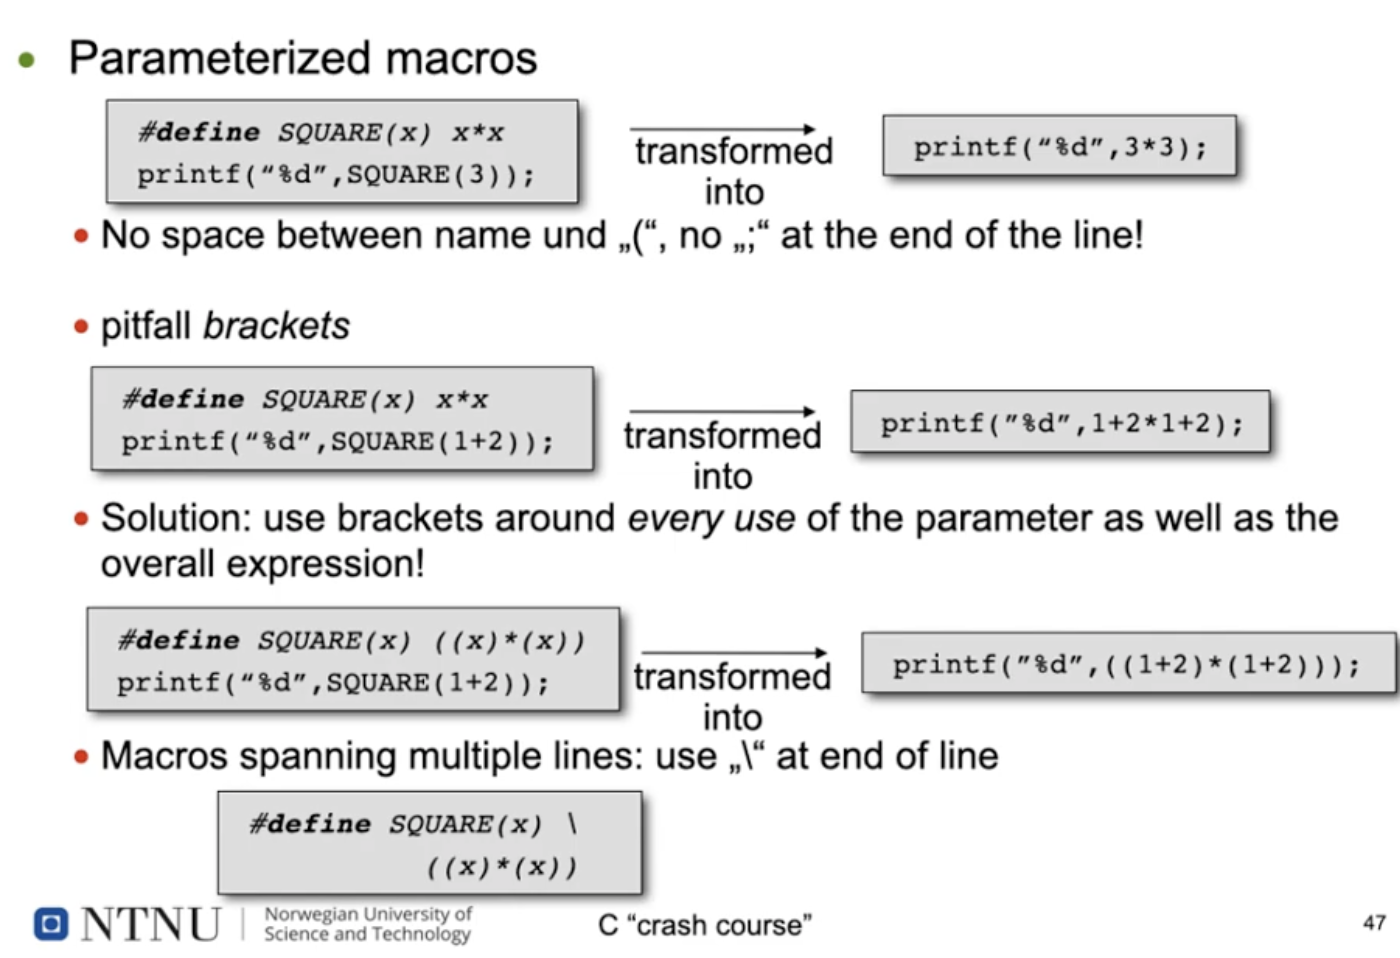 Parameterized macros
#define SQUARE(x) x*x
printf(“%d”,SQUARE(3));
transformed
into
printf(“%d”,3*3);
No space between name und „(“, no „;“ at the end of the line!
pitfall brackets
#define SQUARE(x) x*x
printf(“%d”,SQUARE(1+2));
transformed
into
printf(”%d”,1+2*1+2);
Solution: use brackets around every use of the parameter as well as the
overall expression!
#define SQUARE(x) ((x)*(x))
printf(“%d”,SQUARE(1+2));
transformed
into
printf(”%d”,((1+2)*(1+2)));
Macros spanning multiple lines: use „\“ at end of line
#define SQUARE(x) \
((x)*(x))
NTNU
Norwegian University of
Science and Technology
C “crash course”
47